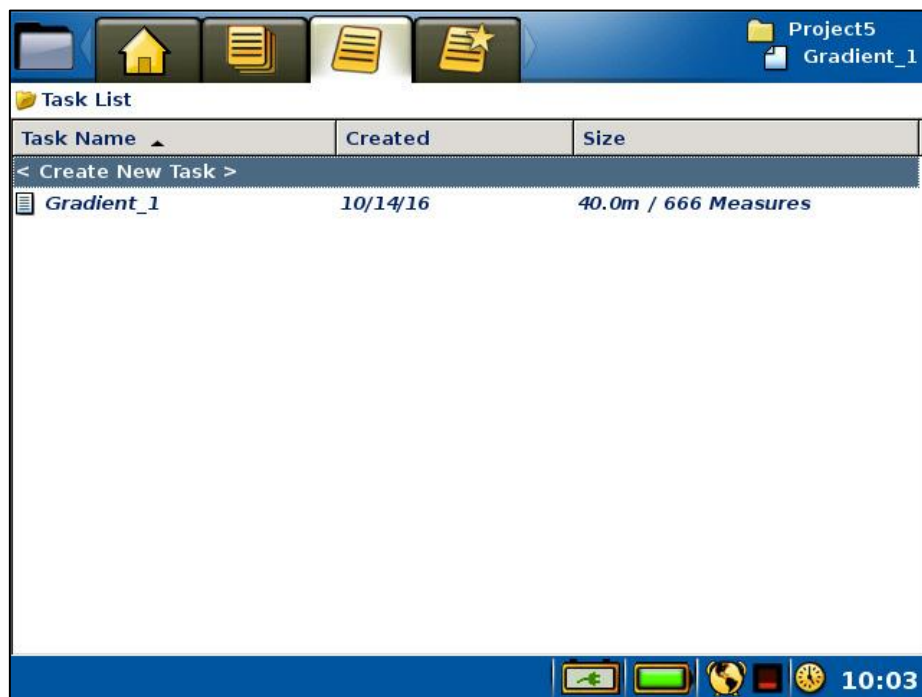 Project5
Gradient_1
Task List
Task Name Created Size
< Create New Task >
Gradient_1 10/14/16 40.0m / 666 Measures
10:03